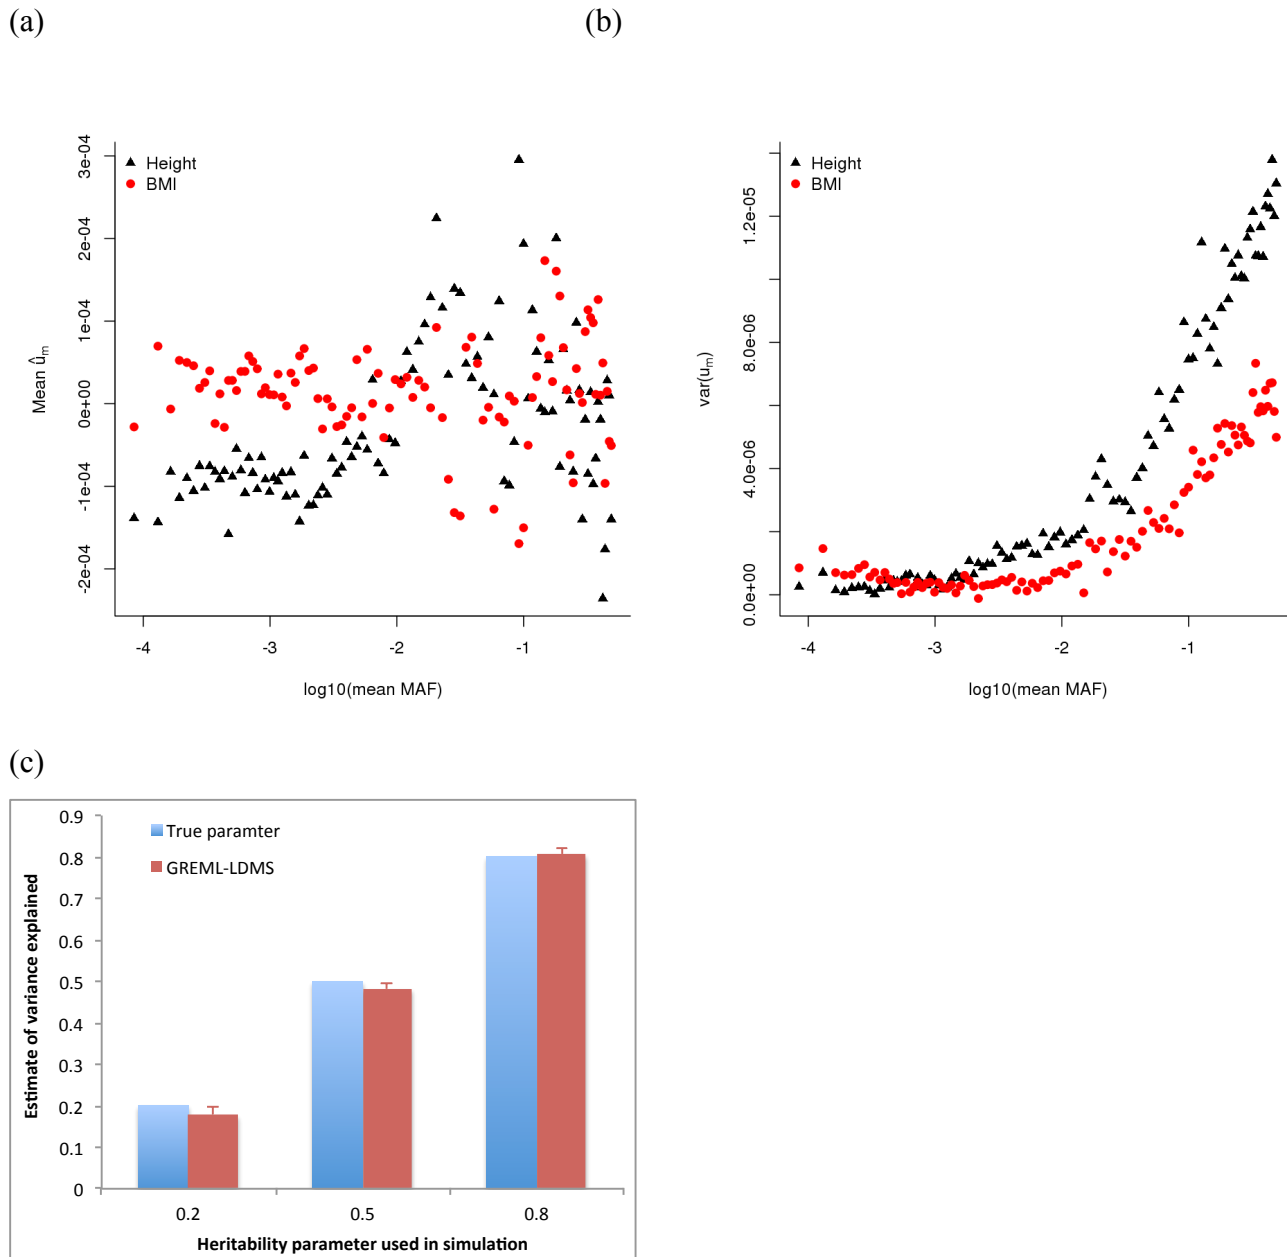 (a)
(b)
Height
BMI
3e-04
2e-04
1e-04
0e+00
-1e-04
-2e-04
Mean ûm
-4
-3
-2
-1
log10(mean MAF)
Height
BMI
1.2e-05
8.0e-06
4.0e-06
0.0e+00
var(um)
-4
-3
-2
-1
log10(mean MAF)
(c)
True paramter
GREML-LDMS
0.9
0.8
0.7
0.6
0.5
0.4
0.3
0.2
0.1
0
Estimate of variance explained
0.2
0.5
0.8
Heritability parameter used in simulation